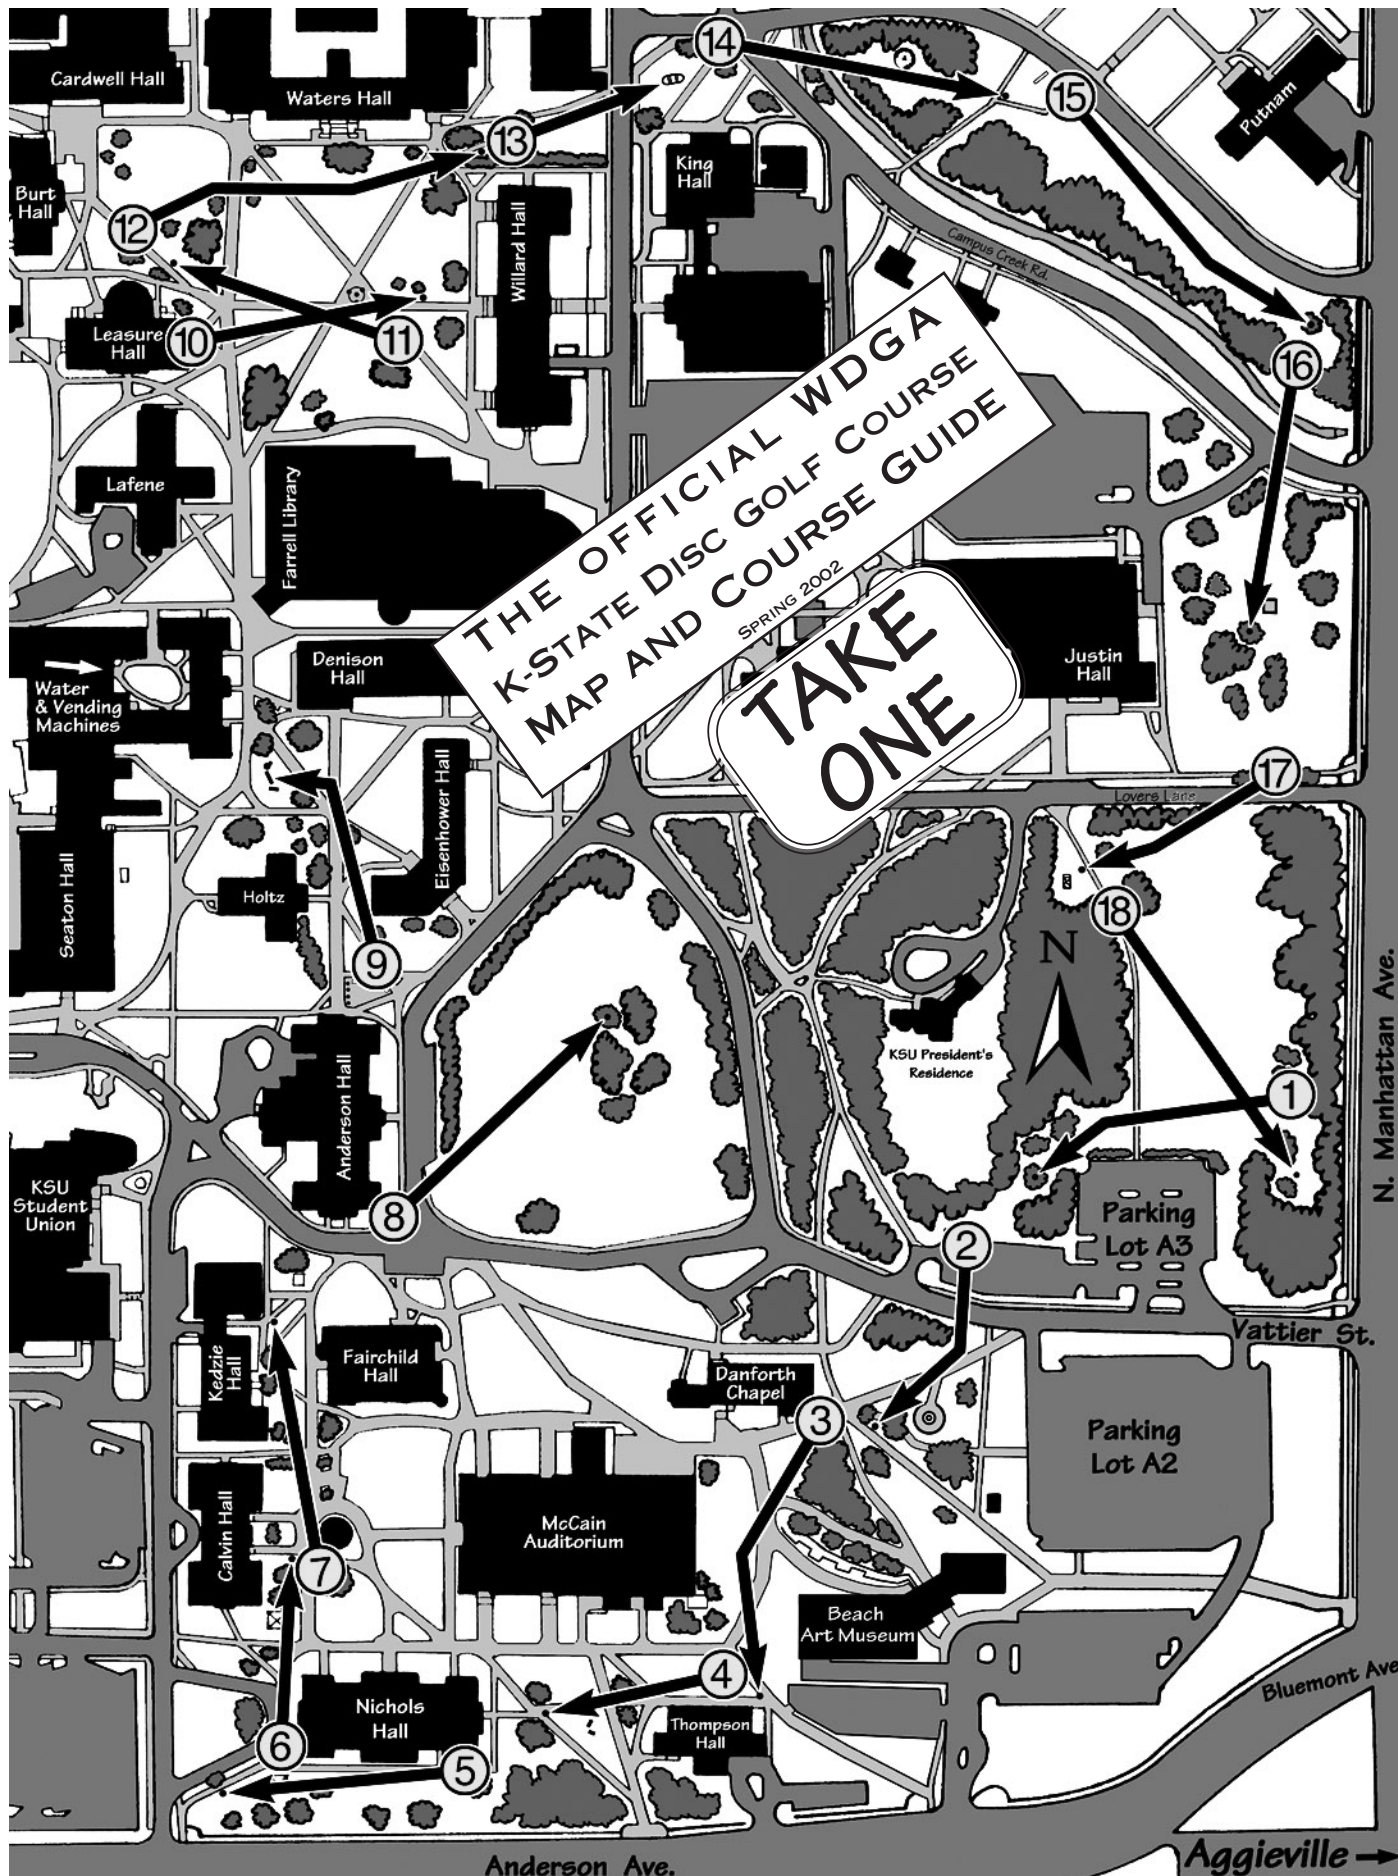 14
Cardwell Hall
Waters Hall
15
Putnam
13
King
Hall
Burt
Hall
12
Willard Hall
Campus Creek Rd.
Leasure
Hall
10
11
16
THE OFFICIAL WDGA
K-STATE DISC GOLF COURSE
MAP AND COURSE GUIDE
SPRING 2002
TAKE
ONE
Lafene
Farrell Library
Denison
Hall
Justin
Hall
Water
& Vending
Machines
17
Lovers Lane
Eisenhower Hall
Seaton Hall
Holtz
18
N
9
N. Manhattan Ave.
KSU President's
Residence
Anderson Hall
1
KSU
Student
Union
8
Parking
Lot A3
2
Vattier St.
Kedzie
Hall
Fairchild
Hall
Danforth
Chapel
3
Parking
Lot A2
Calvin Hall
McCain
Auditorium
7
Beach
Art Museum
4
Bluemont Ave
Nichols
Hall
Thompson
Hall
6
5
Anderson Ave.
Aggieville